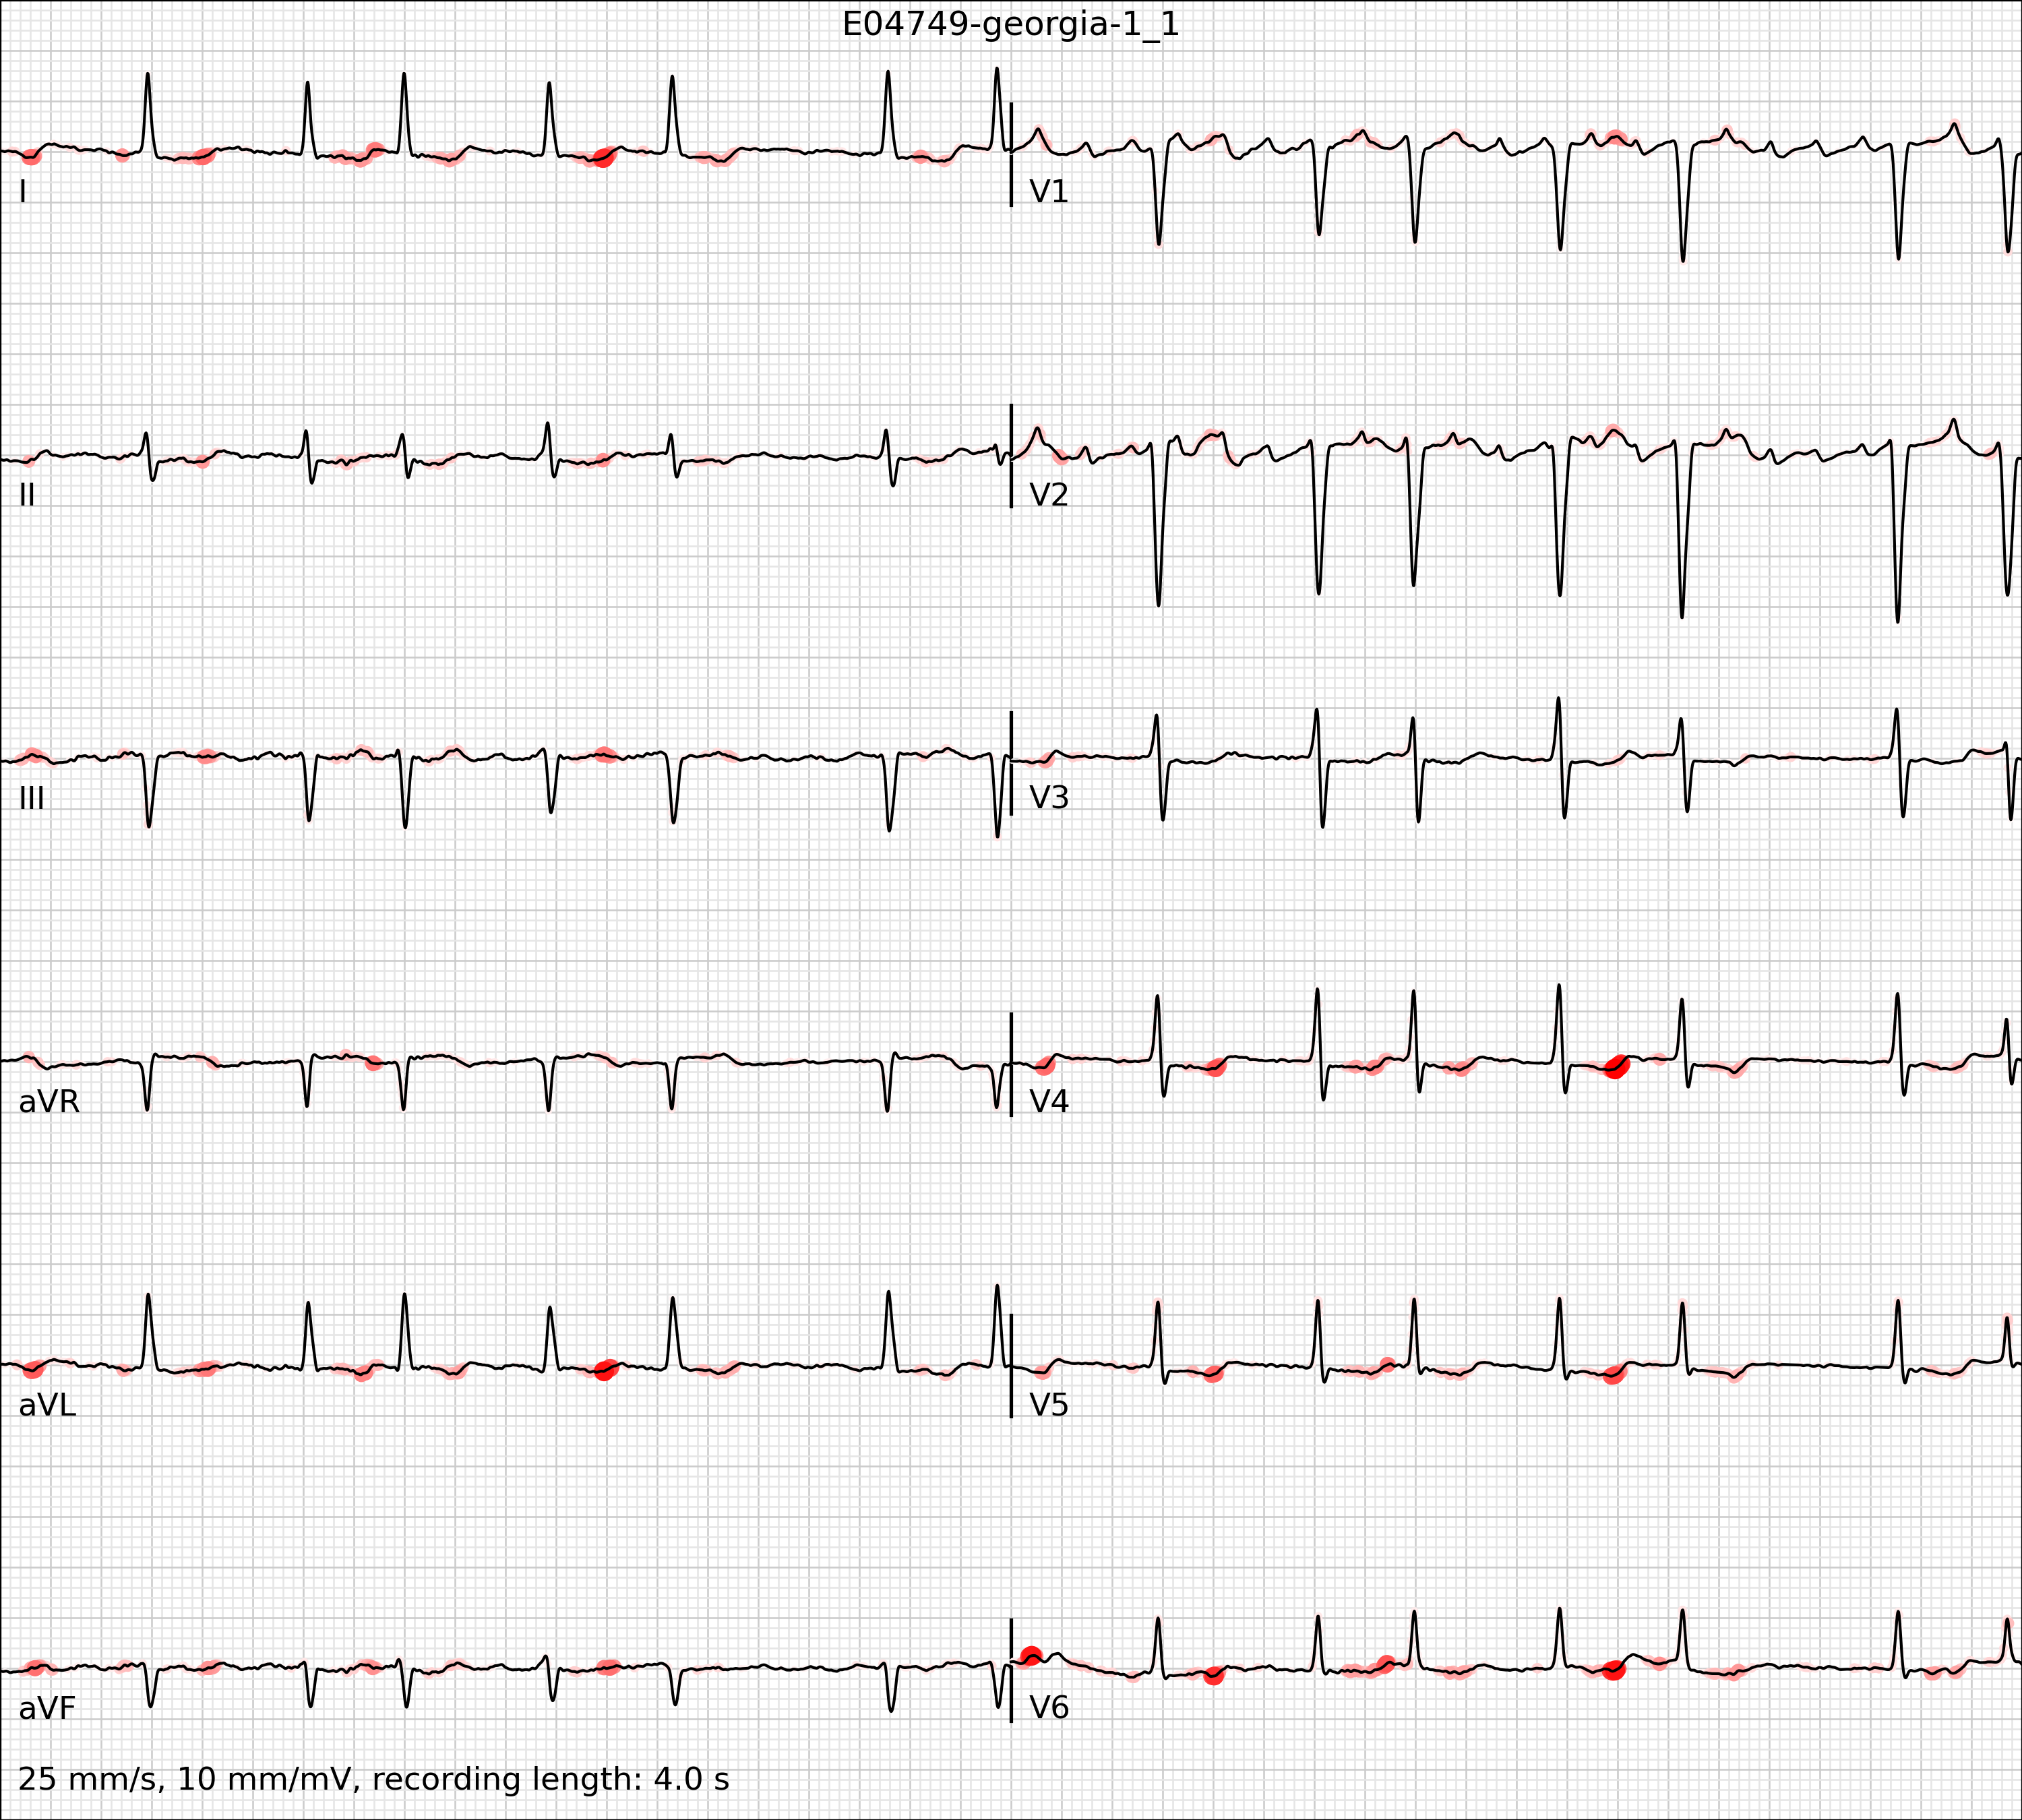 E04749-georgia-1_1
I
V1
II
V2
III
V3
aVR
V4
aVL
V5
aVF
V6
25 mm/s, 10 mm/mV, recording length: 4.0 s